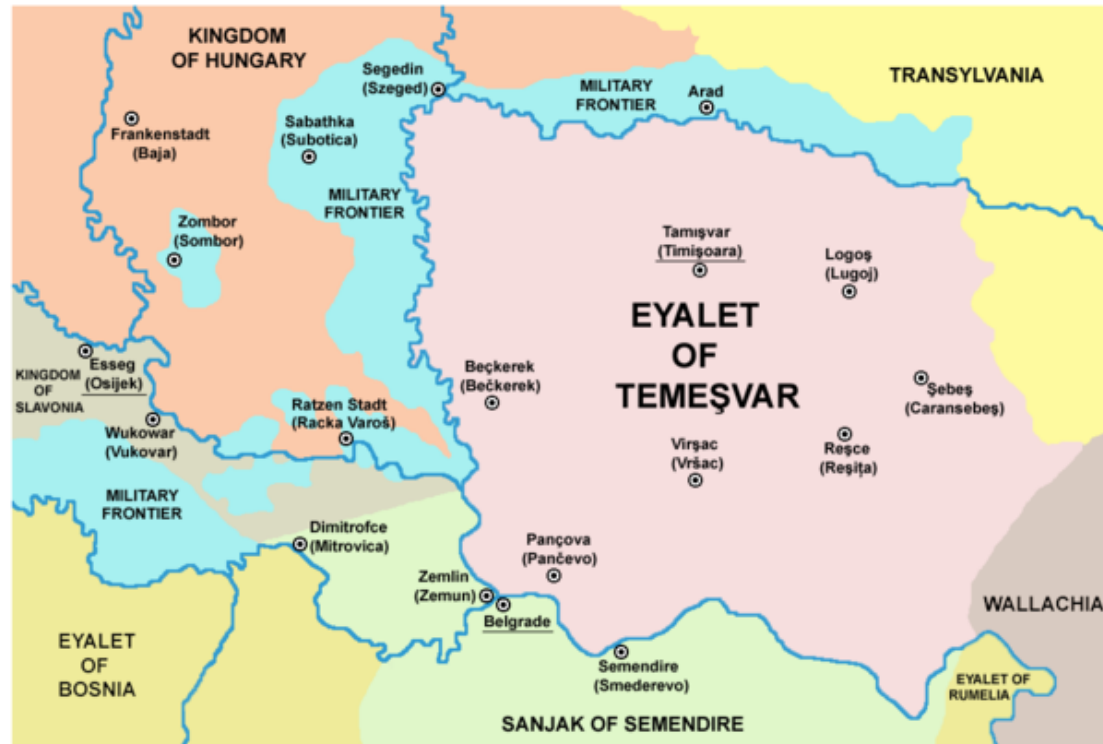 KINGDOM
OF HUNGARY
Segedin
(Szeged)
MILITARY
FRONTIER
Arad
TRANSYLVANIA
Frankenstadt
(Baja)
Sabathka
(Subotica)
MILITARY
FRONTIER
Zombor
(Sombor)
Tamışvar
(Timişoara)
Logoş
(Lugoj)
EYALET
OF
TEMEŞVAR
Esseg
(Osijek)
KINGDOM
OF
SLAVONIA
Beçkerek
(Bečkerek)
Şebeş
(Caransebeş)
Ratzen Stadt
(Racka Varoš)
Wukowar
(Vukovar)
Virşac
(Vršac)
Reşce
(Reşiţa)
MILITARY
FRONTIER
Dimitrofce
(Mitrovica)
Pançova
(Pančevo)
Zemlin
(Zemun)
Belgrade
WALLACHIA
EYALET
OF
BOSNIA
Semendire
(Smederevo)
EYALET OF
RUMELIA
SANJAK OF SEMENDIRE